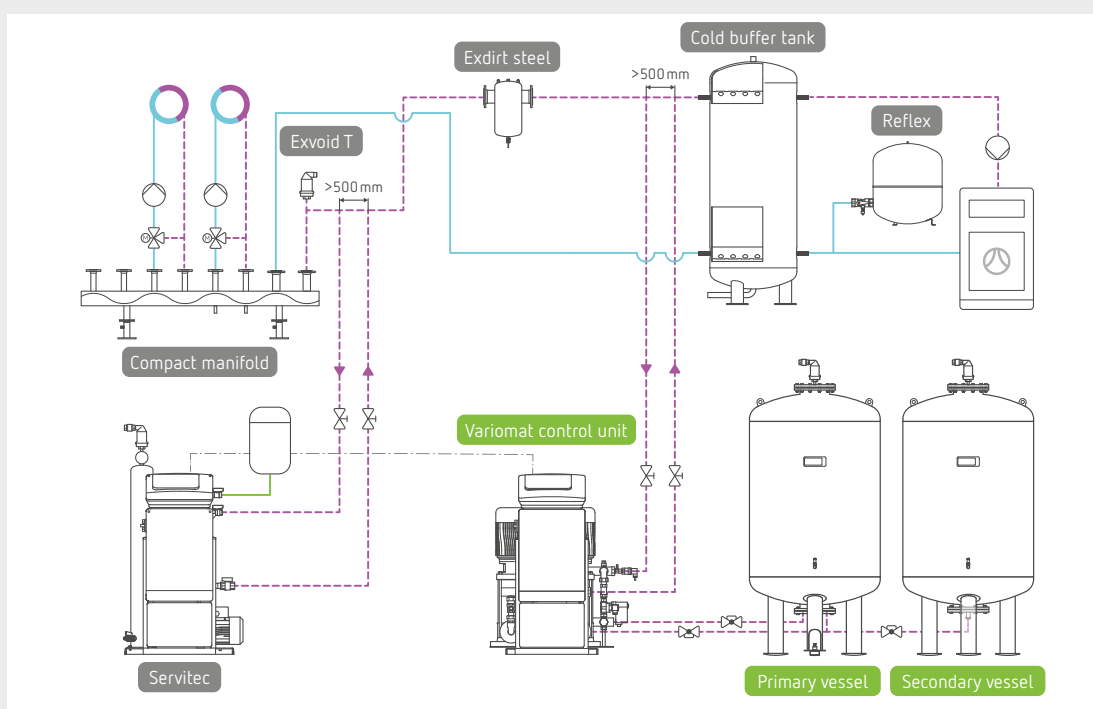 Cold buffer tank
Exdirt steel
>500 mm
Reflex
Exvoid T
>500 mm
M
M
Compact manifold
Variomat control unit
Servitec
Primary vessel
Secondary vessel